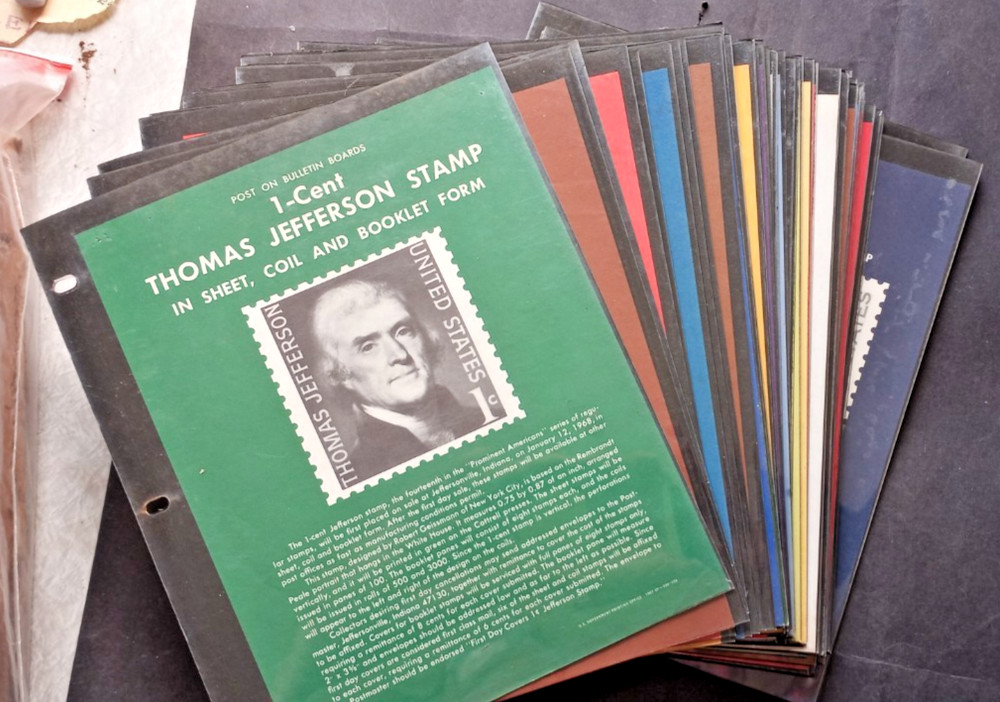 POST ON BULLETIN BOARDS
1-Cent
THOMAS JEFFERSON STAMP
IN SHEET, COIL AND BOOKLET FORM
THOMAS JEFFERSON
UNITED STATES
1c
The 1-cent Jefferson stamp, the fourteenth in the "Prominent Americans" series of regu-
lar stamps, will be first placed on sale at Jeffersonville, Indiana, on January 12, 1968, in
sheet, coil and booklet form. After the first day sale, these stamps will be available at other
post offices as fast as manufacturing conditions permit.
This stamp, designed by Robert Geissmann of New York City, is based on the Rembrandt
Peale portrait that hangs in the White House. It measures 0.75 by 0.87 of an inch, arranged
vertically, and it will be printed in green on the Cottrell presses. The sheet stamps will be
issued in panes of 100. The booklet panes will consist of eight stamps each, and the coils
will be issued in rolls of 500 and 3000. Since the 1-cent stamp is vertical, the perforations
will appear to the left and right of the design on the coils.
Collectors desiring first day cancellations may send addressed envelopes to the Post-
master, Jeffersonville, Indiana 47130, together with remittance to cover the cost of the stamps
to be affixed. Covers for booklet stamps will be serviced with full panes of eight stamps only,
requiring a remittance of 8 cents for each cover submitted. The booklet pane will measure
2" x 3⅝" and envelopes should be addressed low and as far to the left as possible. Since
first day covers are considered first class mail, six of the sheet and coil stamps will be affixed
to each cover, requiring a remittance of 6 cents for each cover submitted. The envelope to
Postmaster should be endorsed "First Day Covers 1¢ Jefferson Stamp."
P